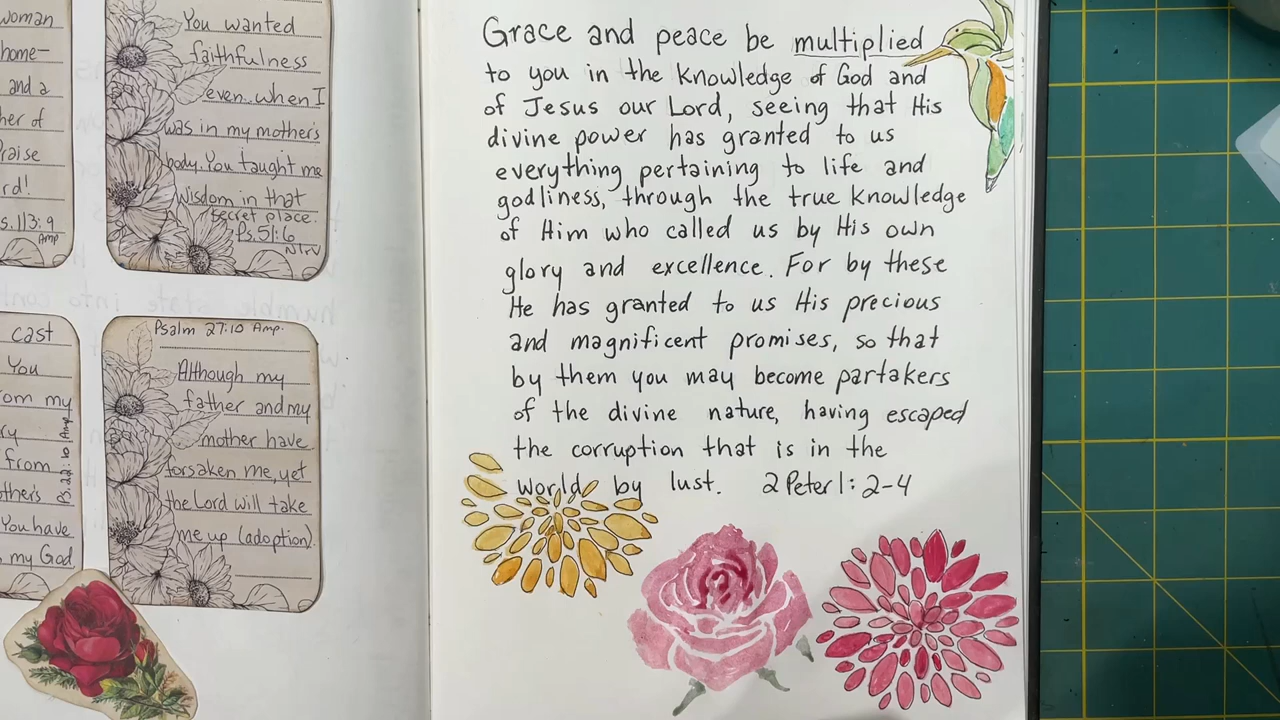 woman
home-
and a
her of
raise
rd!
s. 113:9
Amp
You wanted
faithfulness
even when I
was in my mother's
body. You taught me
wisdom in that
secret place.
Ps. 51:6
NIrV
cast
You
om my
ry
from
other's
You have
my God
Ps. 22:10 Amp.
Psalm 27:10 Amp.
Although my
father and my
mother have
forsaken me, yet
the Lord will take
me up (adoption).
Grace and peace be multiplied
to you in the knowledge of God and
of Jesus our Lord, seeing that His
divine power has granted to us
everything pertaining to life and
godliness, through the true knowledge
of Him who called us by His own
glory and excellence. For by these
He has granted to us His precious
and magnificent promises, so that
by them you may become partakers
of the divine nature, having escaped
the corruption that is in the
world by lust. 2 Peter 1:2-4